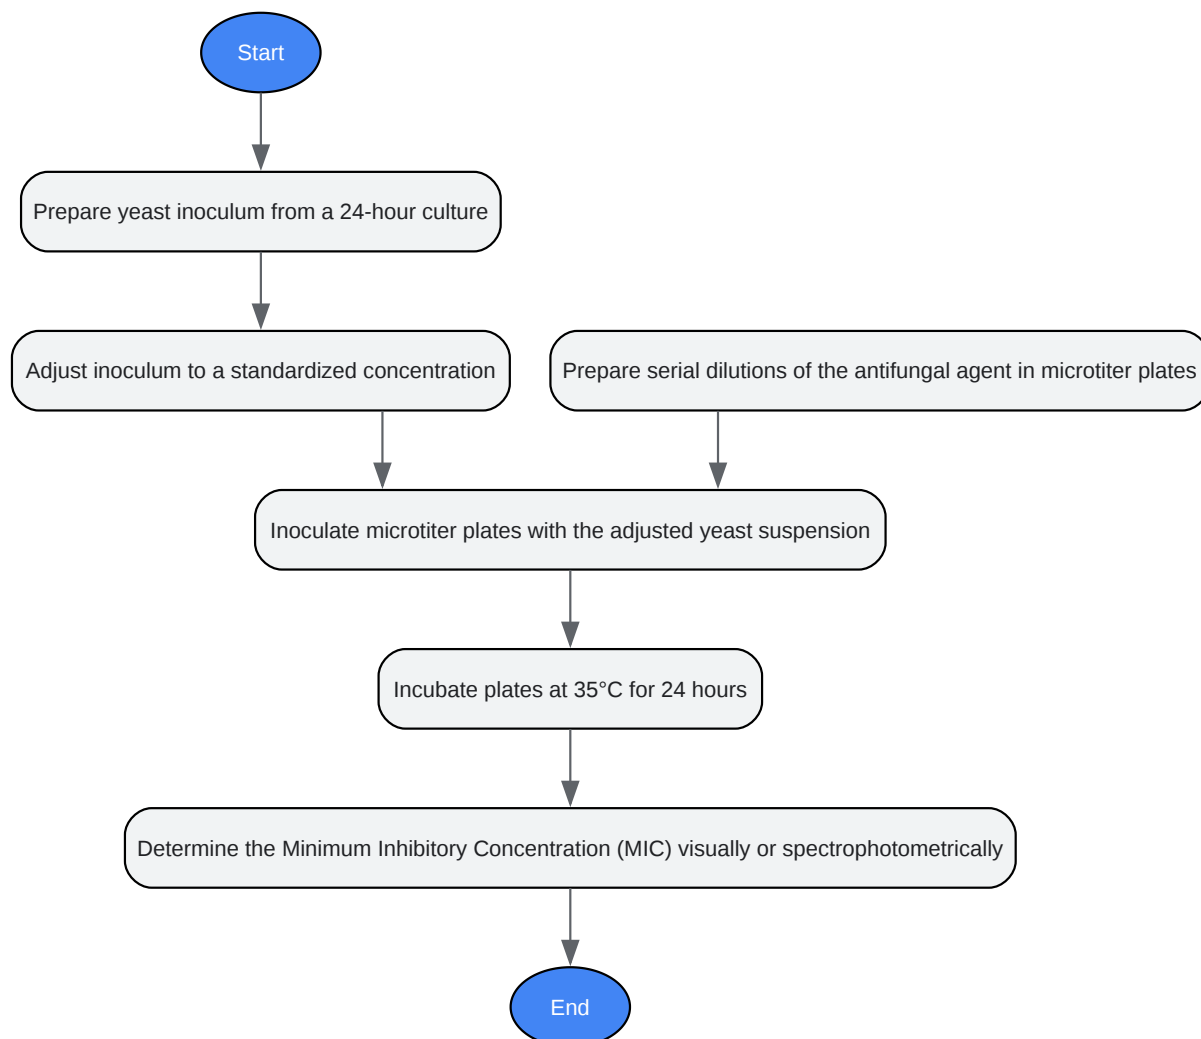 Start
Prepare yeast inoculum from a 24-hour culture
Adjust inoculum to a standardized concentration
Prepare serial dilutions of the antifungal agent in microtiter plates
Inoculate microtiter plates with the adjusted yeast suspension
Incubate plates at 35°C for 24 hours
Determine the Minimum Inhibitory Concentration (MIC) visually or spectrophotometrically
End